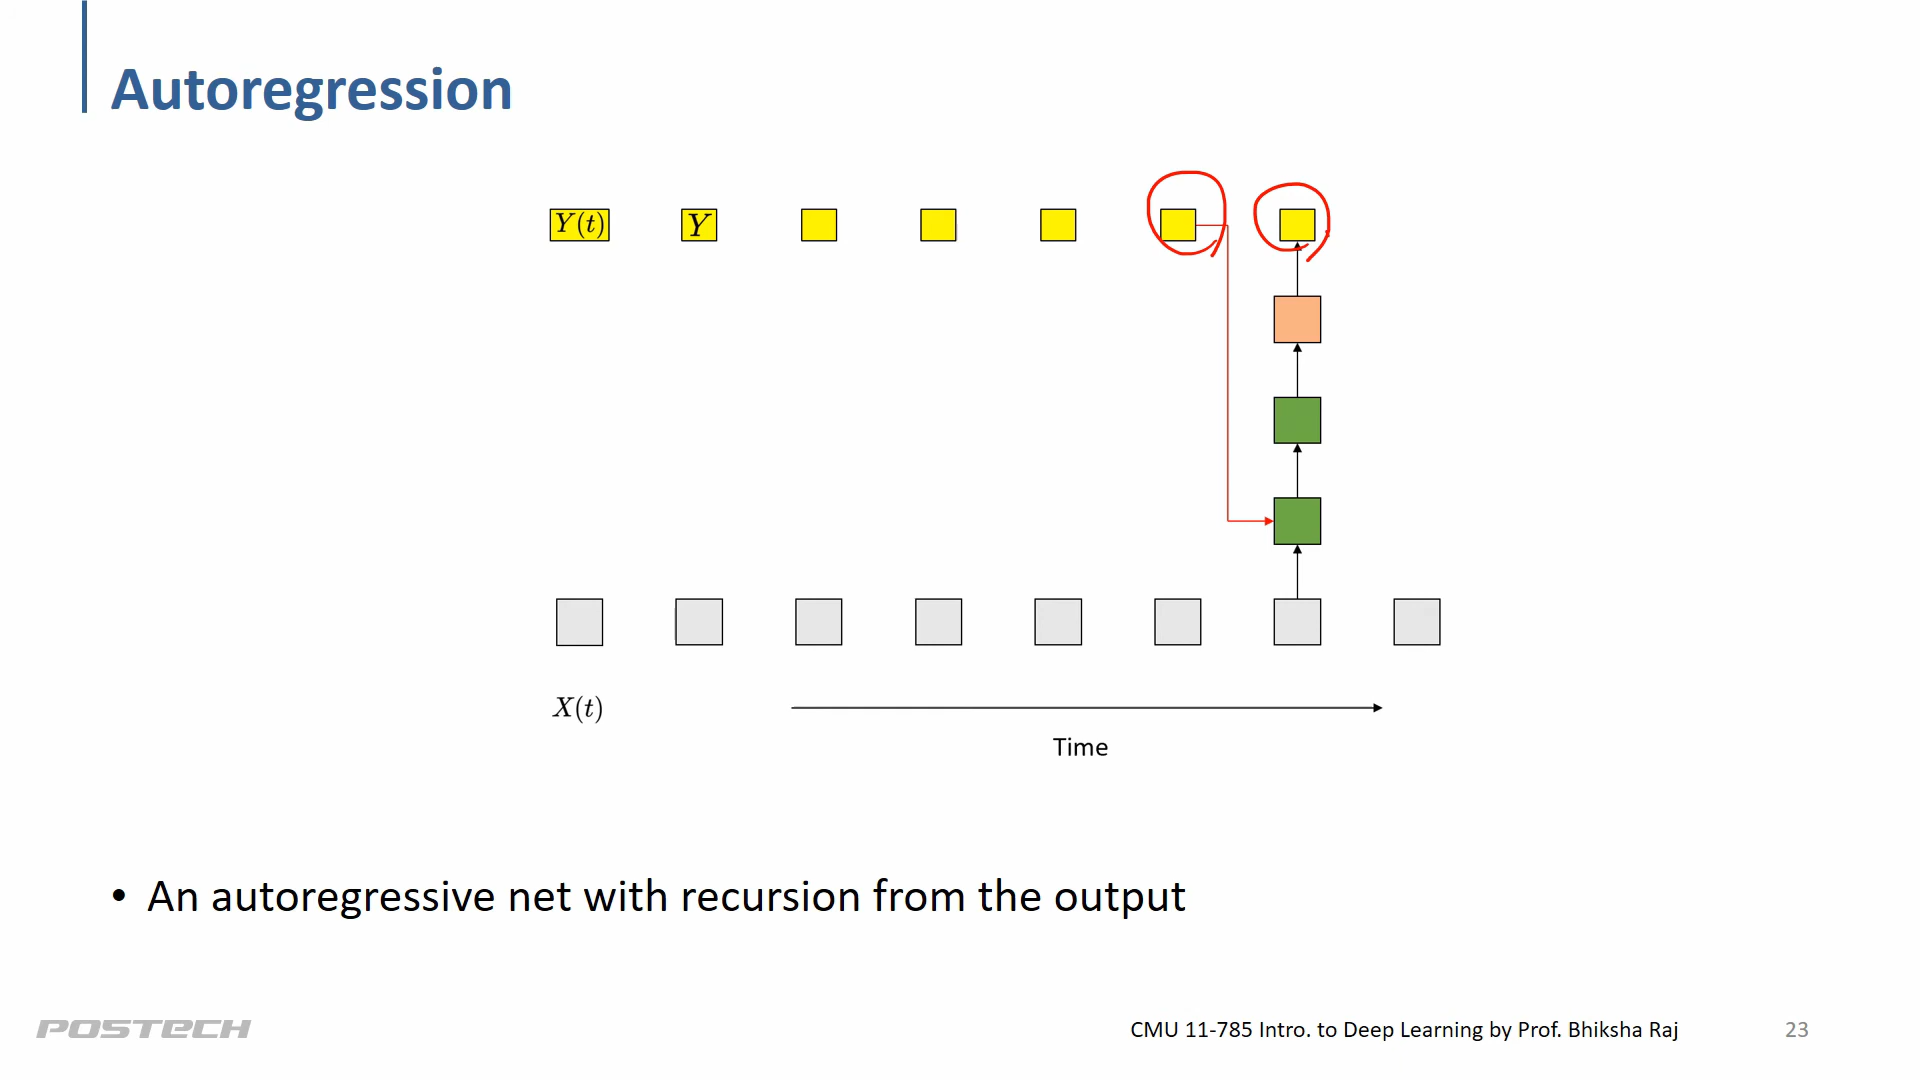 Autoregression
Y(t)
Y
X(t)
Time
• An autoregressive net with recursion from the output
POSTECH
CMU 11-785 Intro. to Deep Learning by Prof. Bhiksha Raj
23